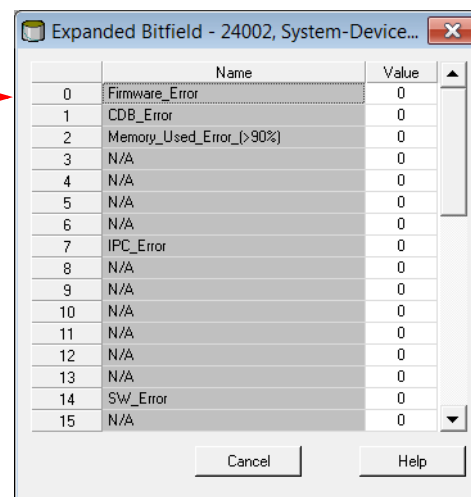 Expanded Bitfield - 24002, System-Device...
Name Value
0 Firmware_Error 0
1 CDB_Error 0
2 Memory_Used_Error_(>90%) 0
3 N/A 0
4 N/A 0
5 N/A 0
6 N/A 0
7 IPC_Error 0
8 N/A 0
9 N/A 0
10 N/A 0
11 N/A 0
12 N/A 0
13 N/A 0
14 SW_Error 0
15 N/A 0
Cancel Help